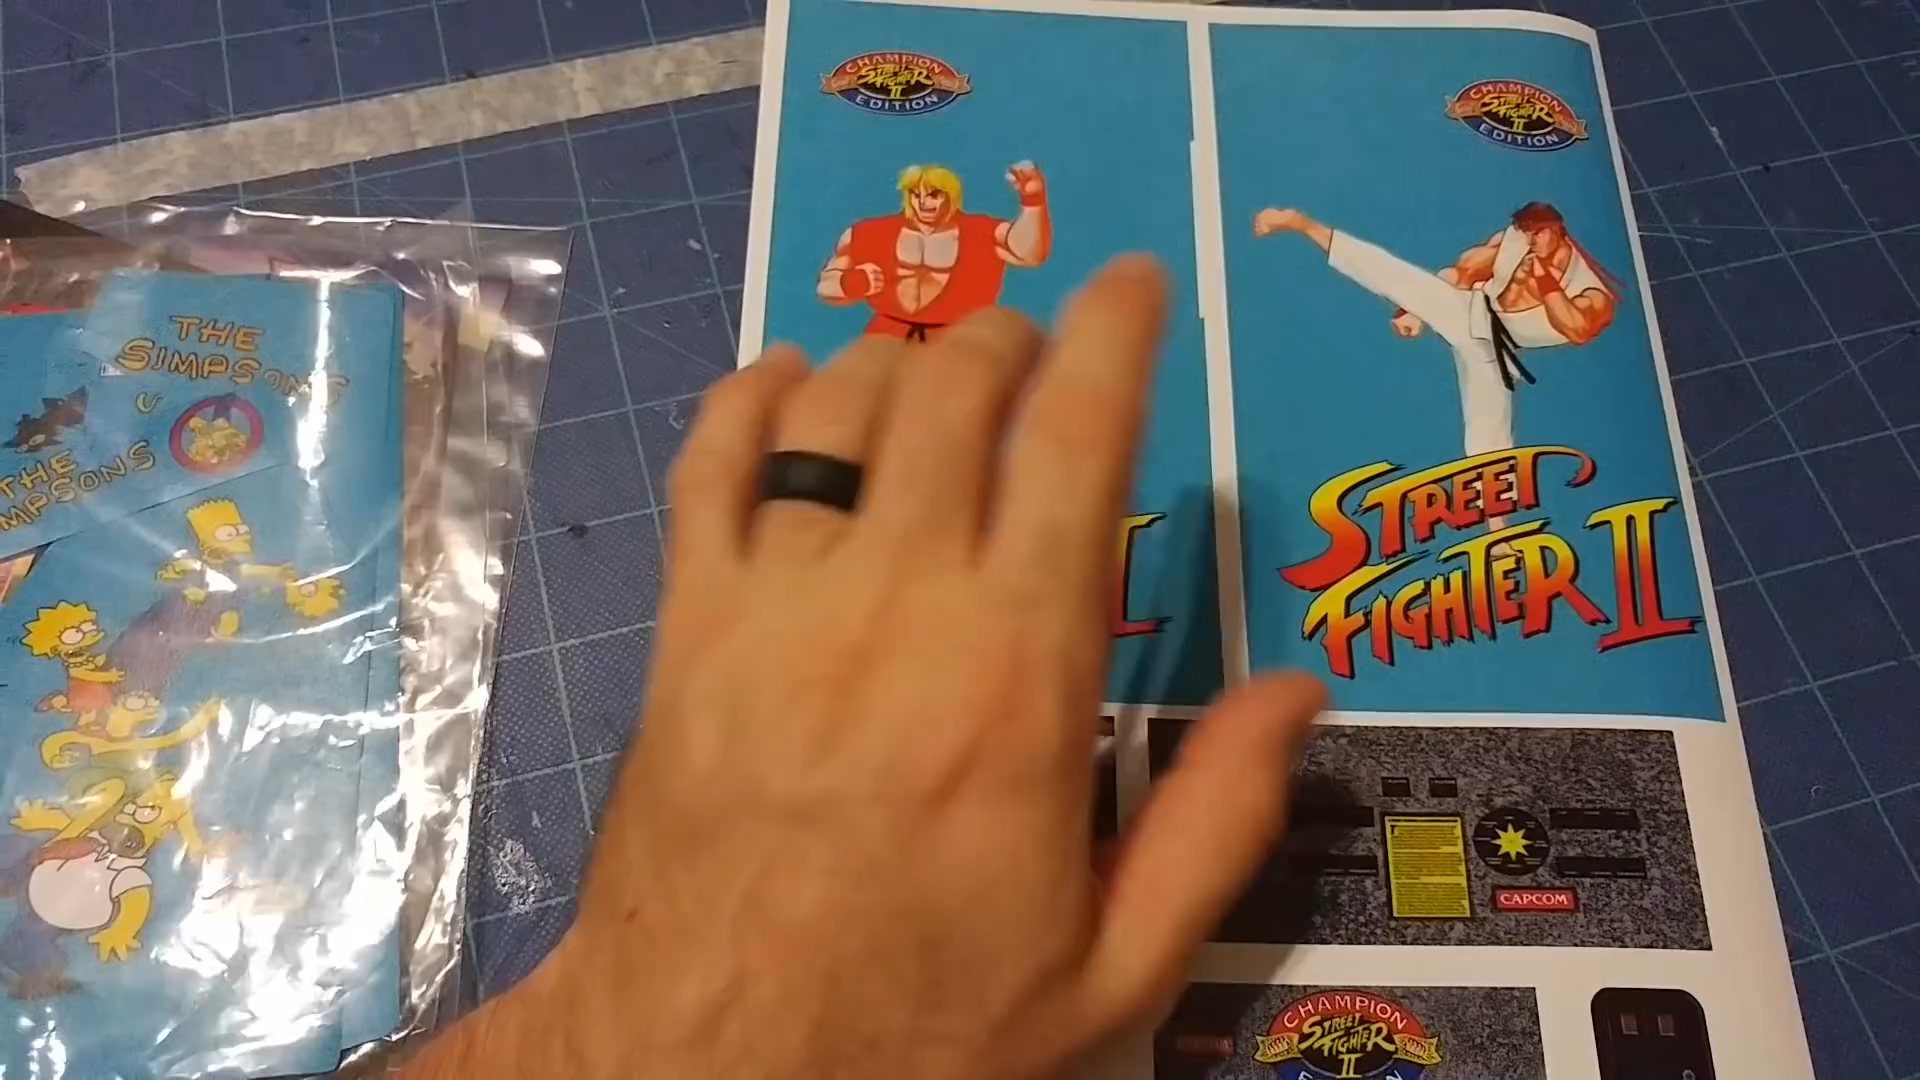 CHAMPION
STREET
FIGHTER
II
EDITION
CHAMPION
STREET
FIGHTER
II
EDITION
THE
SIMPSONS
THE
MPSONS
STREET
FIGHTER II
I
CAPCOM
CHAMPION
STREET
FIGHTER
II